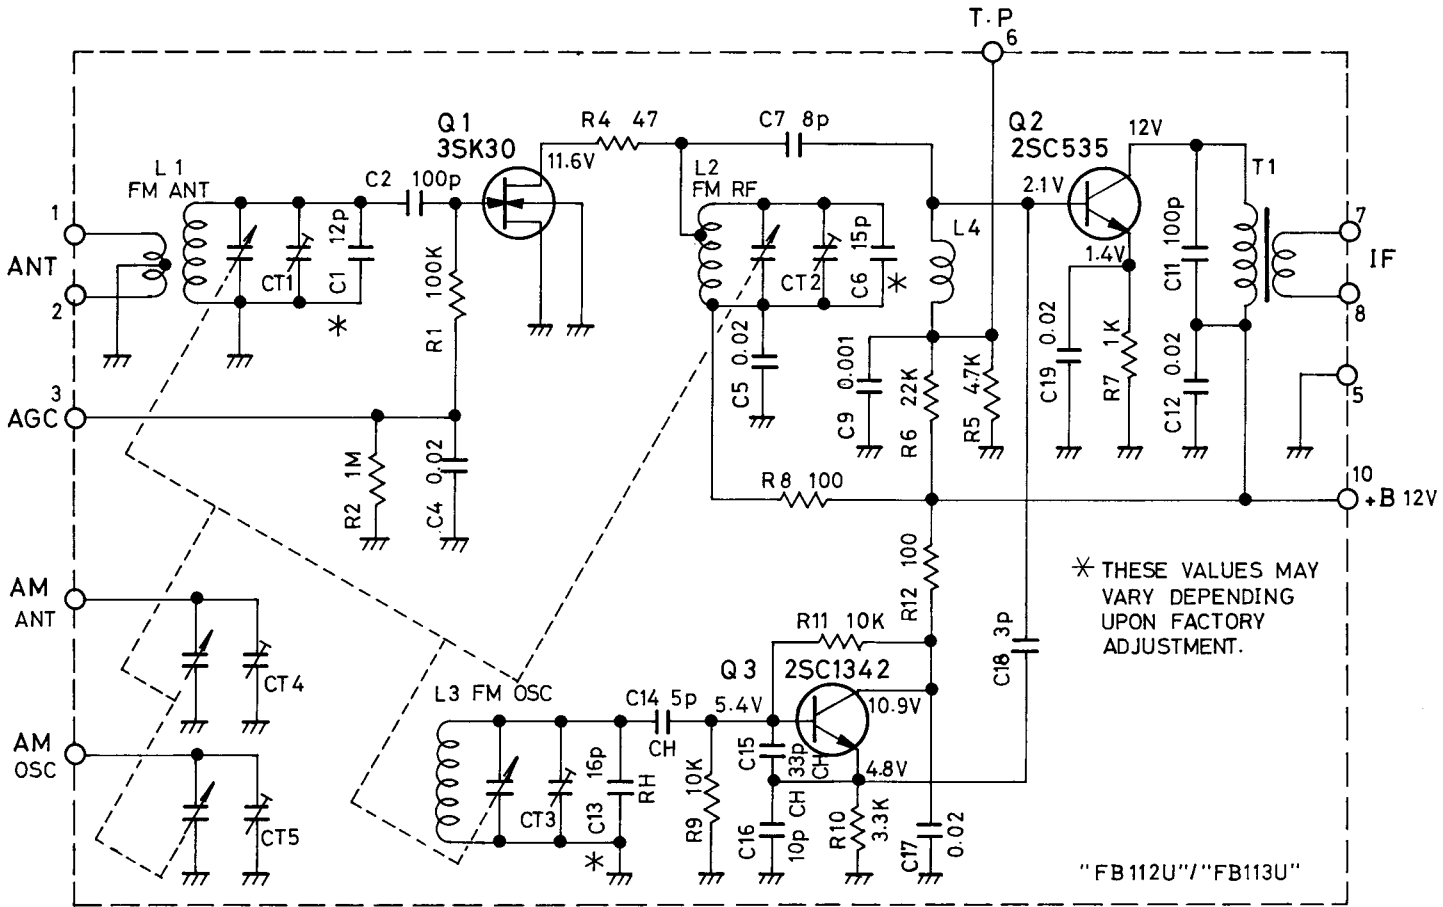 T.P
6
Q1
3SK30
R4 47
C7 8p
Q2
2SC535
12V
11.6V
L1
FM ANT
C2
100p
L2
FM RF
2.1V
T1
1
ANT
2
CT1
C1 12p
*
R1 100K
CT2
C6 15p
*
L4
1.4V
C11 100p
7
IF
8
3
AGC
C5 0.02
C9 0.001
R6 22K
R5 4.7K
C19 0.02
R7 1K
C12 0.02
5
R2 1M
C4 0.02
R8 100
10
+B 12V
AM
ANT
CT4
R12 100
R11 10K
C18 3p
* THESE VALUES MAY
VARY DEPENDING
UPON FACTORY
ADJUSTMENT.
L3 FM OSC
C14 5p
CH
Q3 2SC1342
5.4V
10.9V
AM
OSC
CT5
CT3
C13 16p
RH
*
R9 10K
C15 33p
CH
C16 10p
CH
4.8V
R10 3.3K
C17 0.02
"FB112U"/"FB113U"